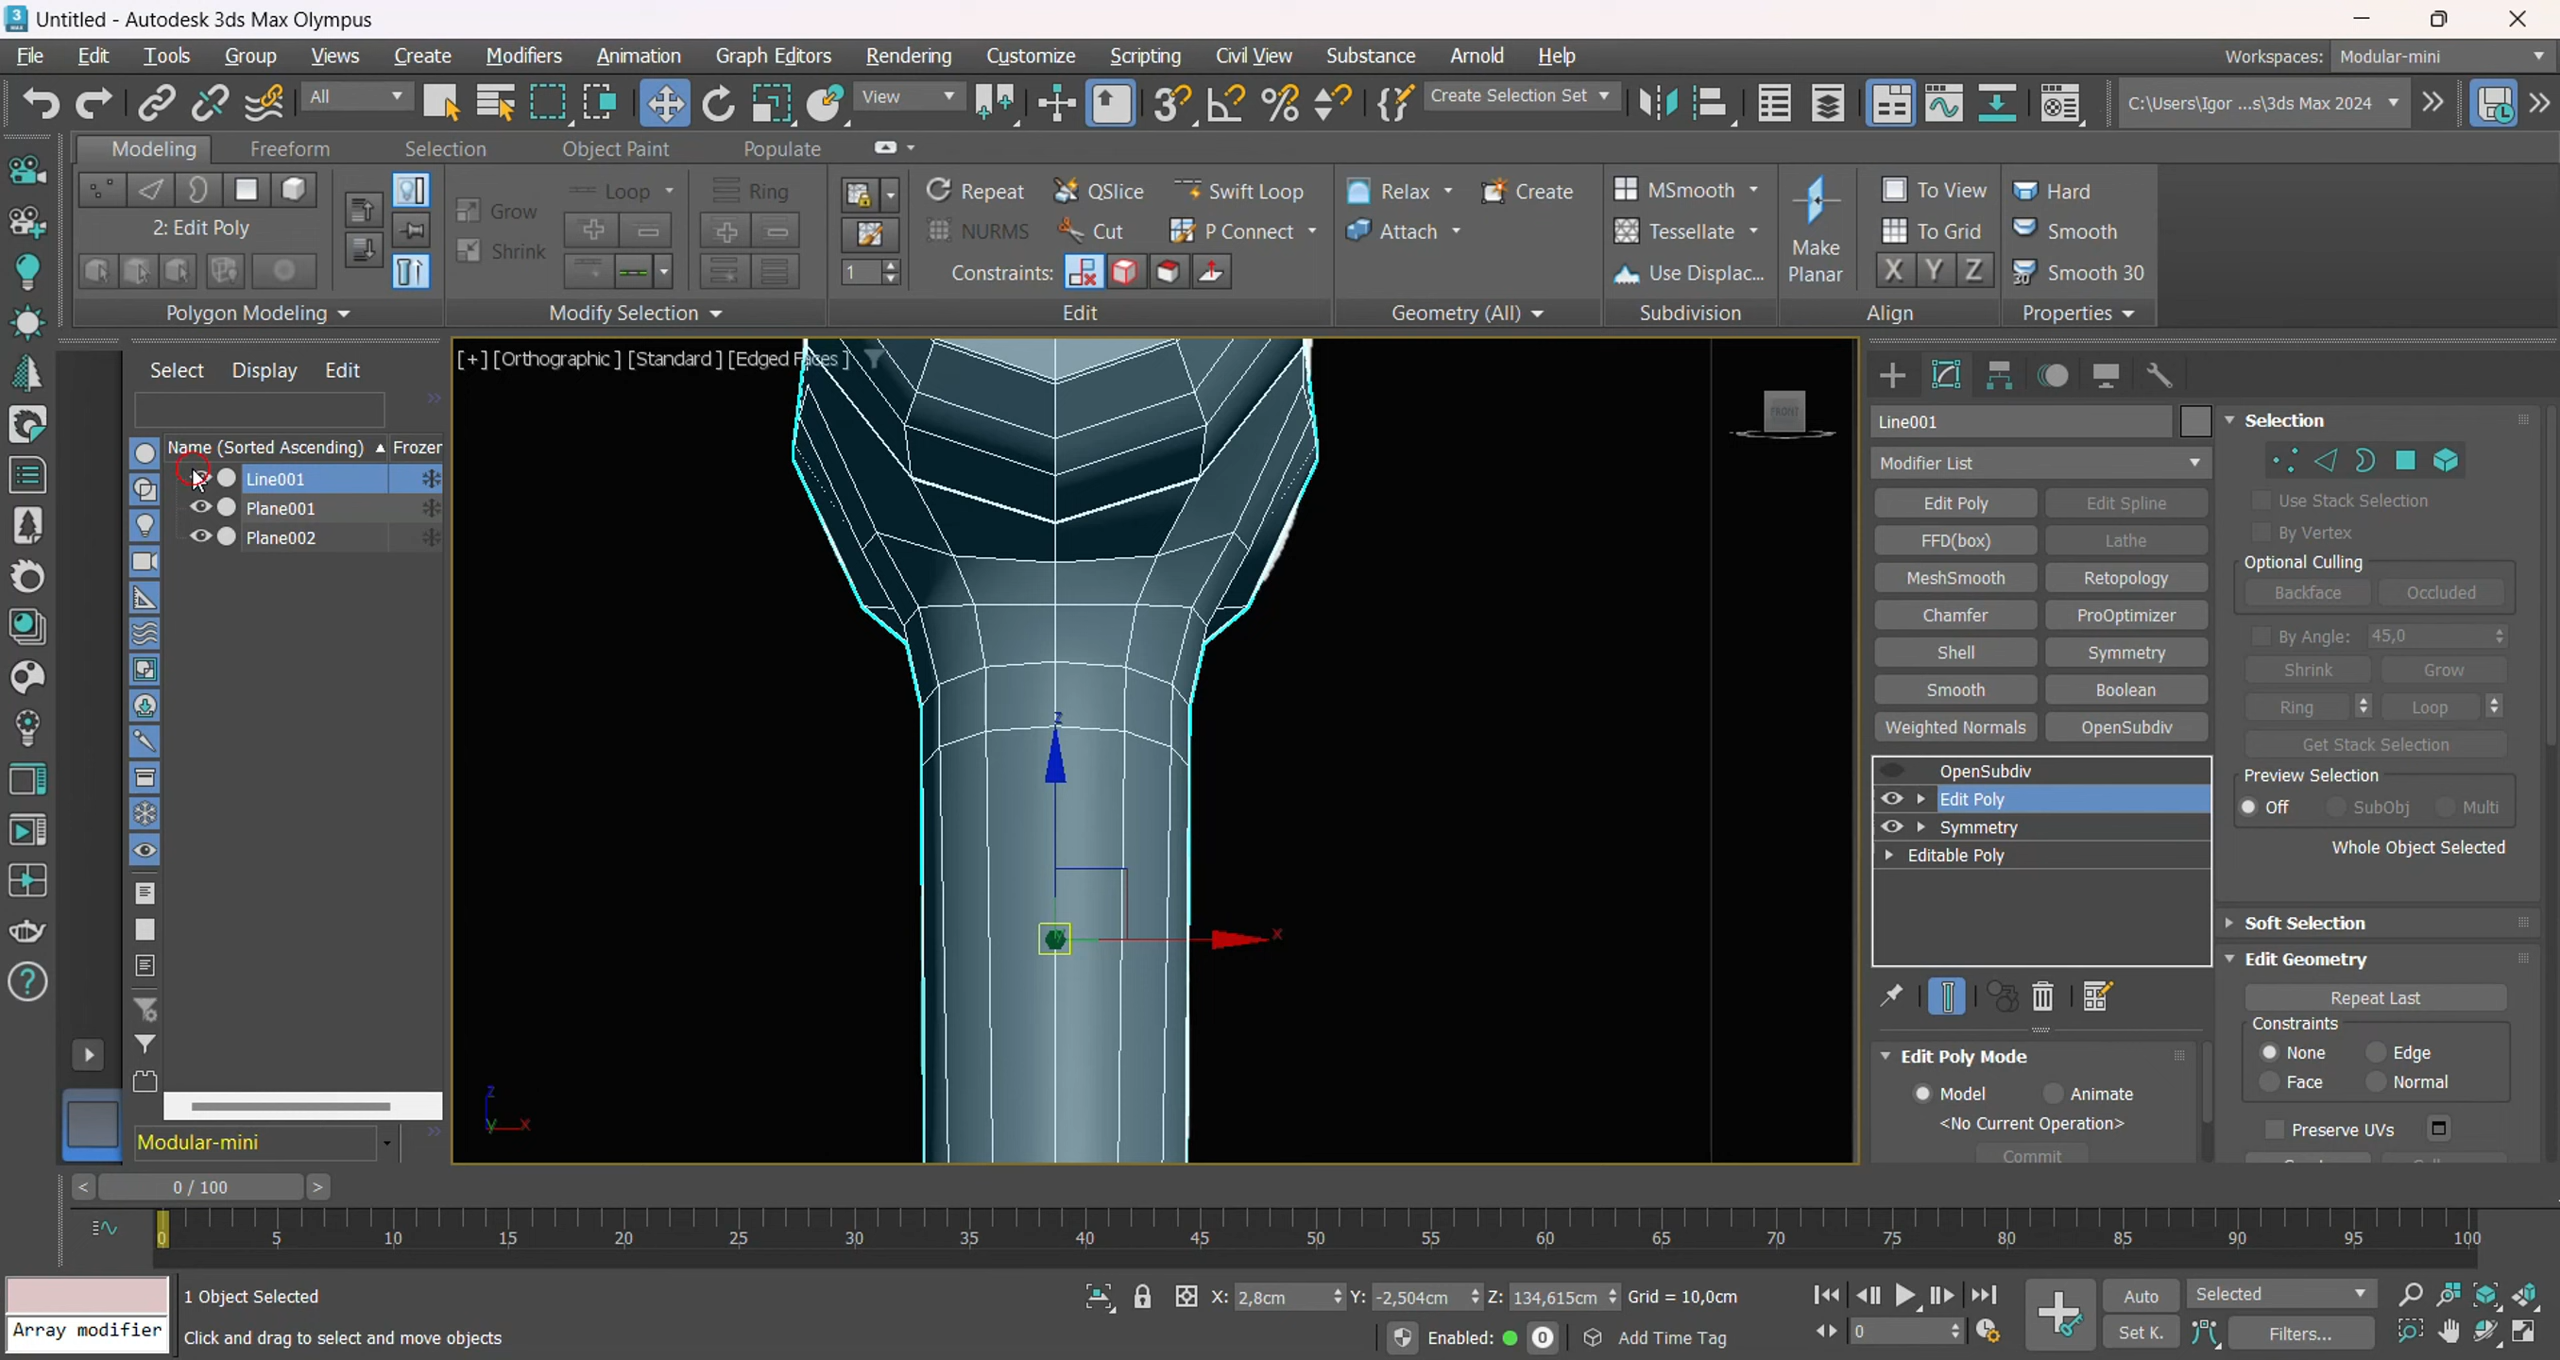 Untitled - Autodesk 3ds Max Olympus
File Edit Tools Group Views Create Modifiers Animation Graph Editors Rendering Customize Scripting Civil View Substance Arnold Help Workspaces: Modular-mini
All View Create Selection Set C:\Users\Igor ...s\3ds Max 2024
Modeling Freeform Selection Object Paint Populate
Loop Ring Repeat QSlice Swift Loop Relax Create MSmooth To View Hard
2: Edit Poly Grow NURMS Cut P Connect Attach Tessellate To Grid Smooth
Shrink 1 Constraints: Use Displac... Make Planar X Y Z Smooth 30
Polygon Modeling Modify Selection Edit Geometry (All) Subdivision Align Properties
Select Display Edit
[+] [Orthographic ] [Standard ] [Edged Faces ]
FRONT
Name (Sorted Ascending) Frozen
Line001
Plane001
Plane002
z
x
y
z
y x
Modular-mini
Line001
Modifier List
Edit Poly Edit Spline
FFD(box) Lathe
MeshSmooth Retopology
Chamfer ProOptimizer
Shell Symmetry
Smooth Boolean
Weighted Normals OpenSubdiv
OpenSubdiv
Edit Poly
Symmetry
Editable Poly
Edit Poly Mode
Model Animate
<No Current Operation>
Commit
Selection
Use Stack Selection
By Vertex
Optional Culling
Backface Occluded
By Angle: 45,0
Shrink Grow
Ring Loop
Get Stack Selection
Preview Selection
Off SubObj Multi
Whole Object Selected
Soft Selection
Edit Geometry
Repeat Last
Constraints
None Edge
Face Normal
Preserve UVs
< 0 / 100 >
0 5 10 15 20 25 30 35 40 45 50 55 60 65 70 75 80 85 90 95 100
1 Object Selected X: 2,8cm Y: -2,504cm Z: 134,615cm Grid = 10,0cm Auto Selected
Array modifier Click and drag to select and move objects Enabled: 0 Add Time Tag 0 Set K. Filters...